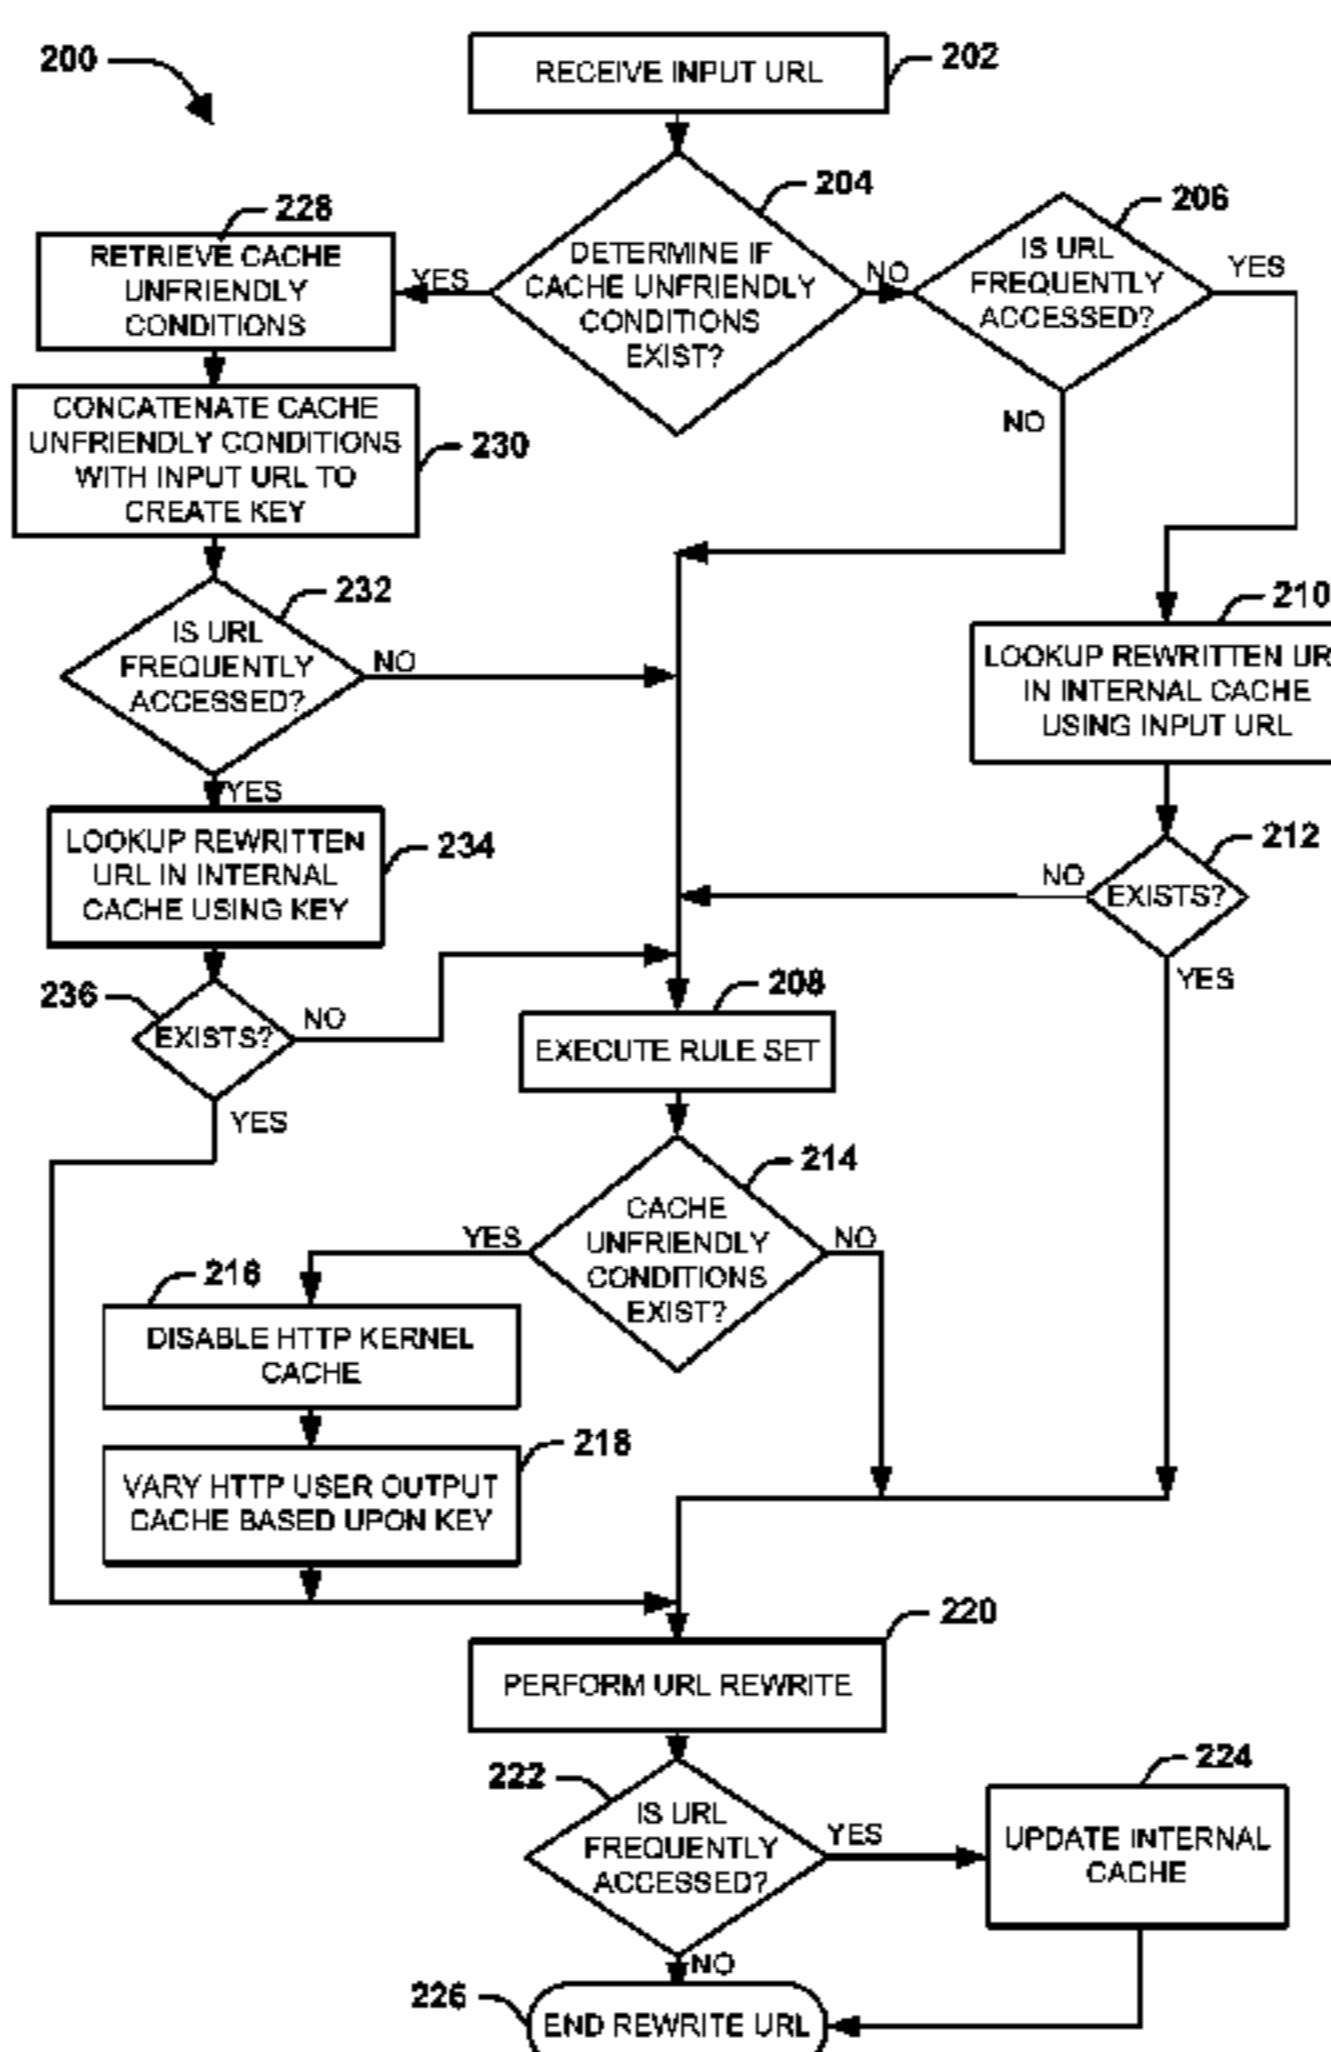 200
RECEIVE INPUT URL
202
204
DETERMINE IF
CACHE UNFRIENDLY
CONDITIONS
EXIST?
YES
NO
206
IS URL
FREQUENTLY
ACCESSED?
YES
NO
228
RETRIEVE CACHE
UNFRIENDLY
CONDITIONS
CONCATENATE CACHE
UNFRIENDLY CONDITIONS
WITH INPUT URL TO
CREATE KEY
230
232
IS URL
FREQUENTLY
ACCESSED?
NO
YES
210
LOOKUP REWRITTEN UR
IN INTERNAL CACHE
USING INPUT URL
LOOKUP REWRITTEN
URL IN INTERNAL
CACHE USING KEY
234
212
EXISTS?
NO
YES
236
EXISTS?
NO
YES
208
EXECUTE RULE SET
214
CACHE
UNFRIENDLY
CONDITIONS
EXIST?
YES
NO
216
DISABLE HTTP KERNEL
CACHE
218
VARY HTTP USER OUTPUT
CACHE BASED UPON KEY
220
PERFORM URL REWRITE
222
IS URL
FREQUENTLY
ACCESSED?
YES
NO
224
UPDATE INTERNAL
CACHE
226
END REWRITE URL